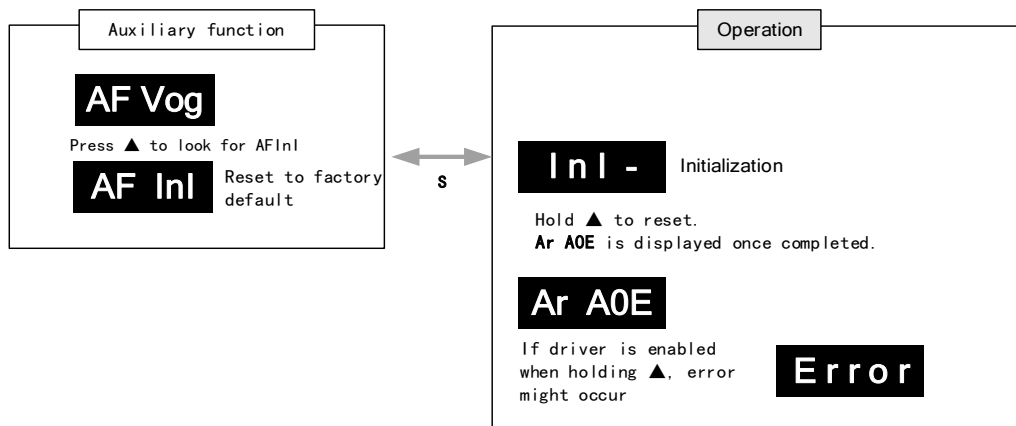 Auxiliary function
AF Vog
Press ▲ to look for AFInI
AF InI
Reset to factory
default
S
Operation
InI -
Initialization
Hold ▲ to reset.
Ar A0E is displayed once completed.
Ar A0E
If driver is enabled
when holding ▲, error
might occur
Error